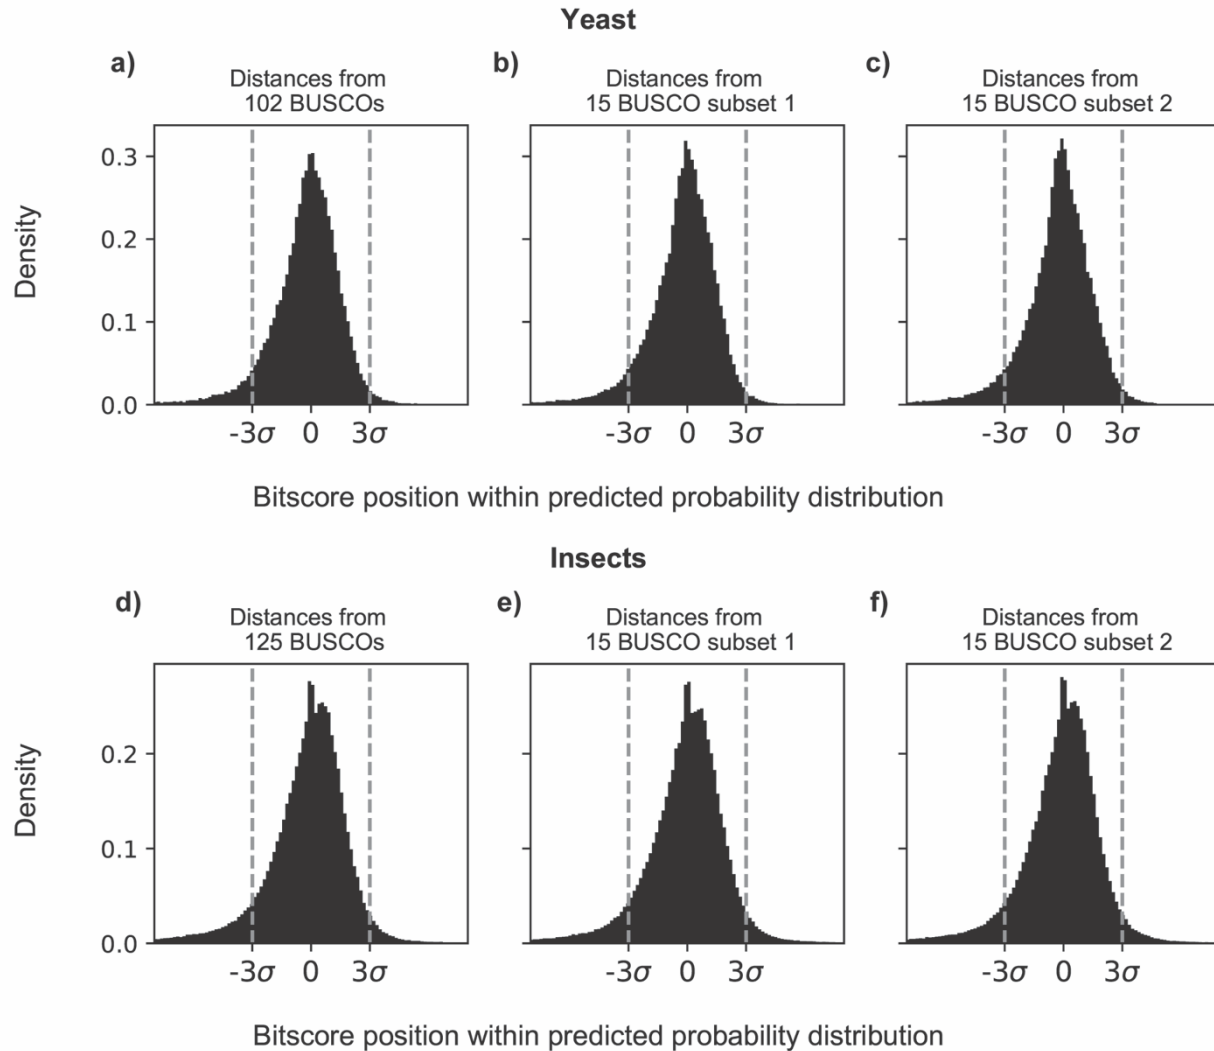 Yeast
a)
Distances from
102 BUSCOs
b)
Distances from
15 BUSCO subset 1
c)
Distances from
15 BUSCO subset 2
Density
0.3
0.2
0.1
0.0
-3σ 0 3σ
-3σ 0 3σ
-3σ 0 3σ
Bitscore position within predicted probability distribution
Insects
d)
Distances from
125 BUSCOs
e)
Distances from
15 BUSCO subset 1
f)
Distances from
15 BUSCO subset 2
Density
0.2
0.1
0.0
-3σ 0 3σ
-3σ 0 3σ
-3σ 0 3σ
Bitscore position within predicted probability distribution